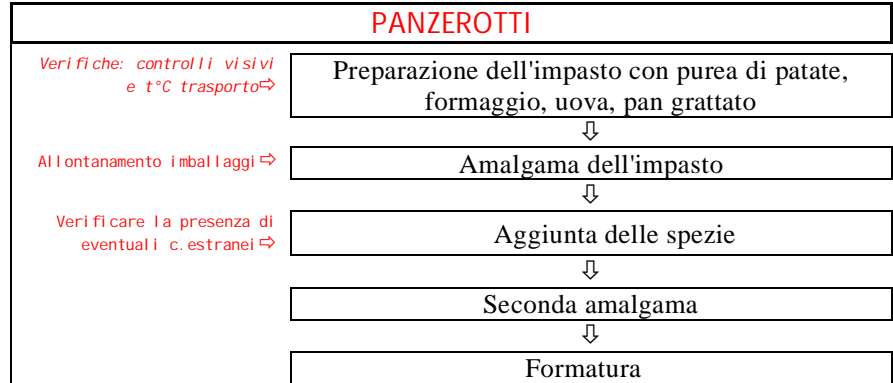 PANZEROTTI
Verifiche: controlli visivi
e t°C trasporto⇨
Preparazione dell'impasto con purea di patate,
formaggio, uova, pan grattato
⇩
Allontanamento imballaggi⇨
Amalgama dell'impasto
⇩
Verificare la presenza di
eventuali c.estranei⇨
Aggiunta delle spezie
⇩
Seconda amalgama
⇩
Formatura